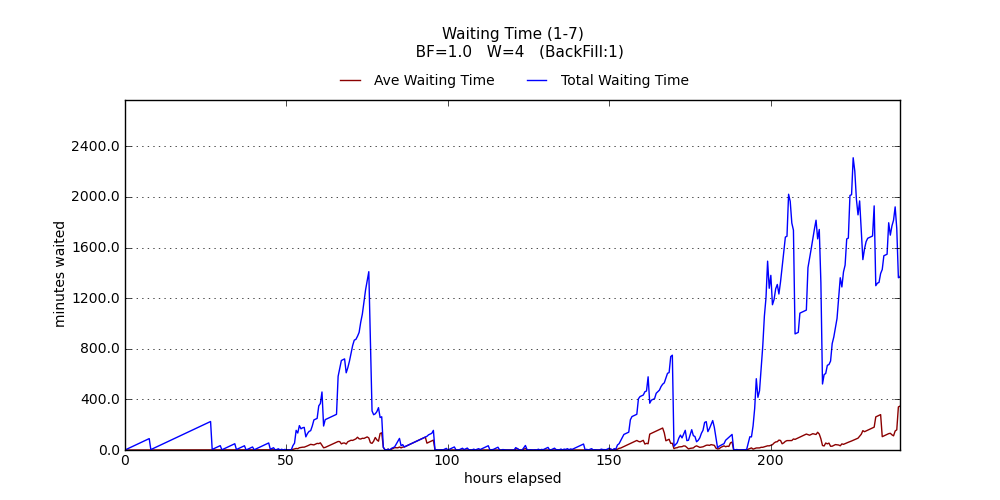 Waiting Time (1-7)
BF=1.0 W=4 (BackFill:1)
Ave Waiting Time
Total Waiting Time
2400.0
2000.0
1600.0
1200.0
800.0
400.0
0.0
minutes waited
0 50 100 150 200
hours elapsed